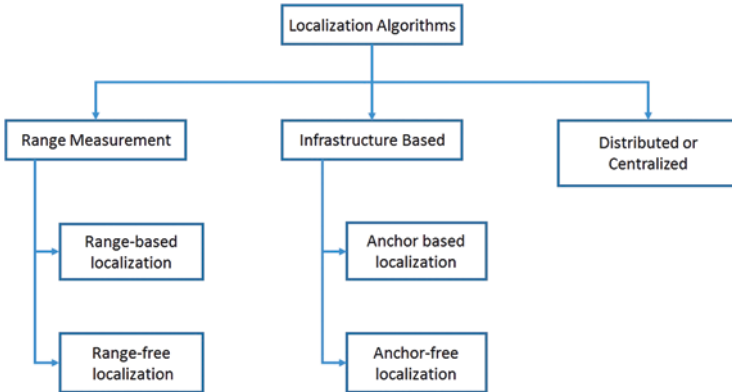 Localization Algorithms
Range Measurement
Infrastructure Based
Distributed or
Centralized
Range-based
localization
Anchor based
localization
Range-free
localization
Anchor-free
localization